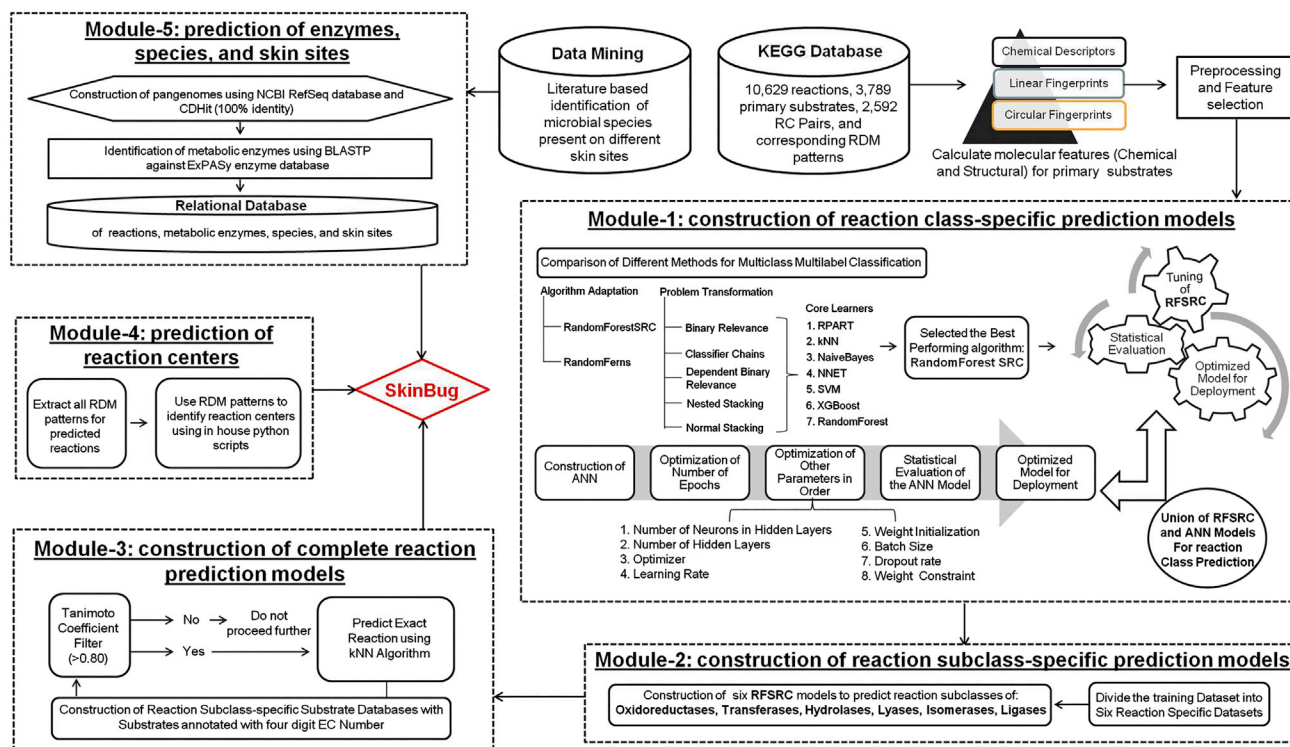 Module-5: prediction of enzymes,
species, and skin sites
Construction of pangenomes using NCBI RefSeq database and
CDHit (100% identity)
Identification of metabolic enzymes using BLASTP
against ExPASy enzyme database
Relational Database
of reactions, metabolic enzymes, species, and skin sites
Data Mining
Literature based
identification of
microbial species
present on different
skin sites
KEGG Database
10,629 reactions, 3,789
primary substrates, 2,592
RC Pairs, and
corresponding RDM
patterns
Chemical Descriptors
Linear Fingerprints
Circular Fingerprints
Calculate molecular features (Chemical
and Structural) for primary substrates
Preprocessing
and Feature
selection
Module-1: construction of reaction class-specific prediction models
Comparison of Different Methods for Multiclass Multilabel Classification
Algorithm Adaptation
RandomForestSRC
RandomFerns
Problem Transformation
Binary Relevance
Classifier Chains
Dependent Binary
Relevance
Nested Stacking
Normal Stacking
Core Learners
1. RPART
2. kNN
3. NaiveBayes
4. NNET
5. SVM
6. XGBoost
7. RandomForest
Selected the Best
Performing algorithm:
RandomForest SRC
Tuning
of
RFSRC
Statistical
Evaluation
Optimized
Model for
Deployment
Construction of
ANN
Optimization of
Number of
Epochs
Optimization of
Other
Parameters in
Order
Statistical
Evaluation of
the ANN Model
Optimized
Model for
Deployment
1. Number of Neurons in Hidden Layers
2. Number of Hidden Layers
3. Optimizer
4. Learning Rate
5. Weight Initialization
6. Batch Size
7. Dropout rate
8. Weight Constraint
Union of RFSRC
and ANN Models
For reaction
Class Prediction
Module-4: prediction of
reaction centers
Extract all RDM
patterns for
predicted
reactions
Use RDM patterns to
identify reaction centers
using in house python
scripts
SkinBug
Module-3: construction of complete reaction
prediction models
Tanimoto
Coefficient
Filter
(>0.80)
No
Do not
proceed further
Yes
Predict Exact
Reaction using
kNN Algorithm
Construction of Reaction Subclass-specific Substrate Databases with
Substrates annotated with four digit EC Number
Module-2: construction of reaction subclass-specific prediction models
Construction of six RFSRC models to predict reaction subclasses of:
Oxidoreductases, Transferases, Hydrolases, Lyases, Isomerases, Ligases
Divide the training Dataset into
Six Reaction Specific Datasets